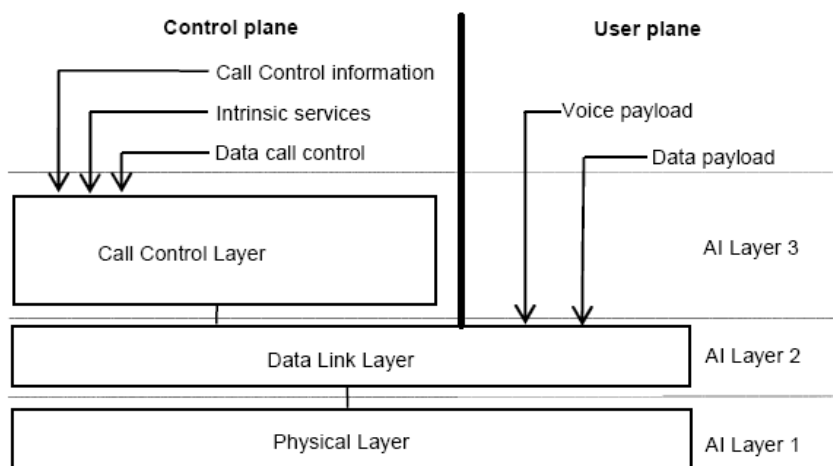 Control plane
User plane
Call Control information
Intrinsic services
Voice payload
Data call control
Data payload
Call Control Layer
AI Layer 3
Data Link Layer
AI Layer 2
Physical Layer
AI Layer 1